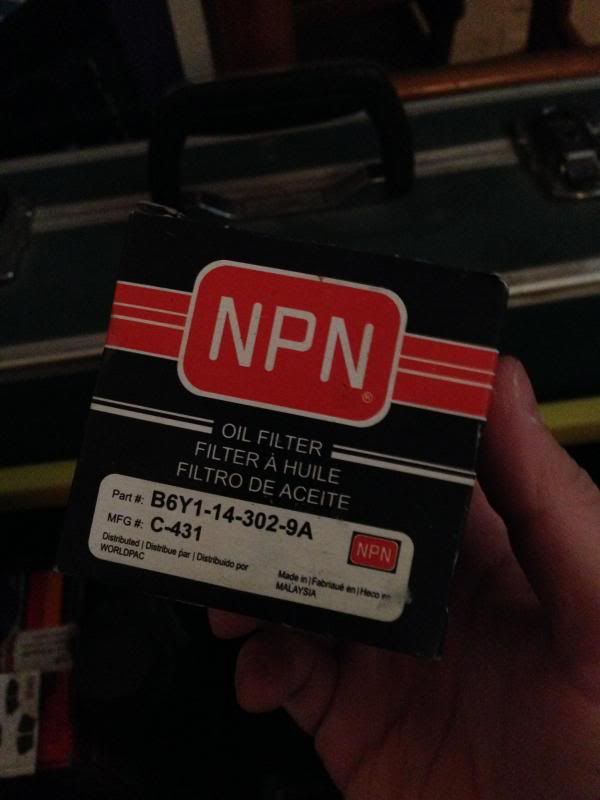 NPN
®
OIL FILTER
FILTER À HUILE
FILTRO DE ACEITE
Part #: B6Y1-14-302-9A
MFG #: C-431
NPN
Distributed | Distribue par | Distribuido por
WORLDPAC
Made in | Fabriqué en | Heco en
MALAYSIA